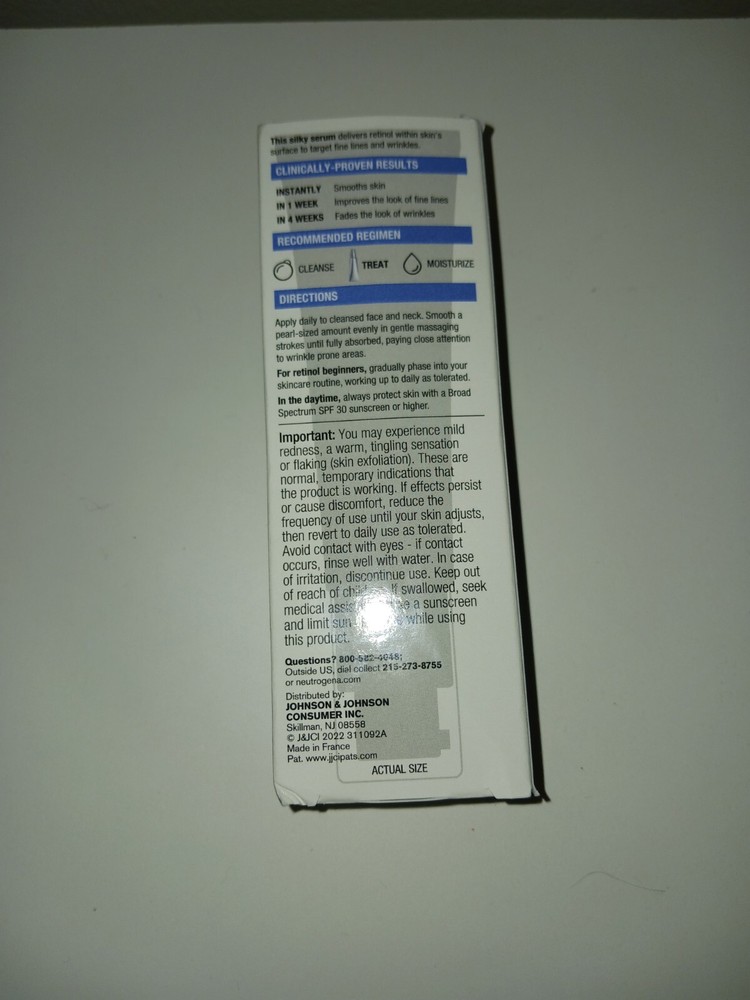 This silky serum delivers retinol within skin's
surface to target fine lines and wrinkles.
CLINICALLY-PROVEN RESULTS
INSTANTLY Smooths skin
IN 1 WEEK Improves the look of fine lines
IN 4 WEEKS Fades the look of wrinkles
RECOMMENDED REGIMEN
CLEANSE TREAT MOISTURIZE
DIRECTIONS
Apply daily to cleansed face and neck. Smooth a
pearl-sized amount evenly in gentle massaging
strokes until fully absorbed, paying close attention
to wrinkle prone areas.
For retinol beginners, gradually phase into your
skincare routine, working up to daily as tolerated.
In the daytime, always protect skin with a Broad
Spectrum SPF 30 sunscreen or higher.
Important: You may experience mild
redness, a warm, tingling sensation
or flaking (skin exfoliation). These are
normal, temporary indications that
the product is working. If effects persist
or cause discomfort, reduce the
frequency of use until your skin adjusts,
then revert to daily use as tolerated.
Avoid contact with eyes - if contact
occurs, rinse well with water. In case
of irritation, discontinue use. Keep out
of reach of If swallowed, seek
medical a sunscreen
and limit sun while using
this product.
Questions? 800-582-4048;
Outside US, dial collect 215-273-8755
or neutrogena.com
Distributed by:
JOHNSON & JOHNSON
CONSUMER INC.
Skillman, NJ 08558
© J&JCI 2022 311092A
Made in France
Pat. www.jjcipats.com
ACTUAL SIZE